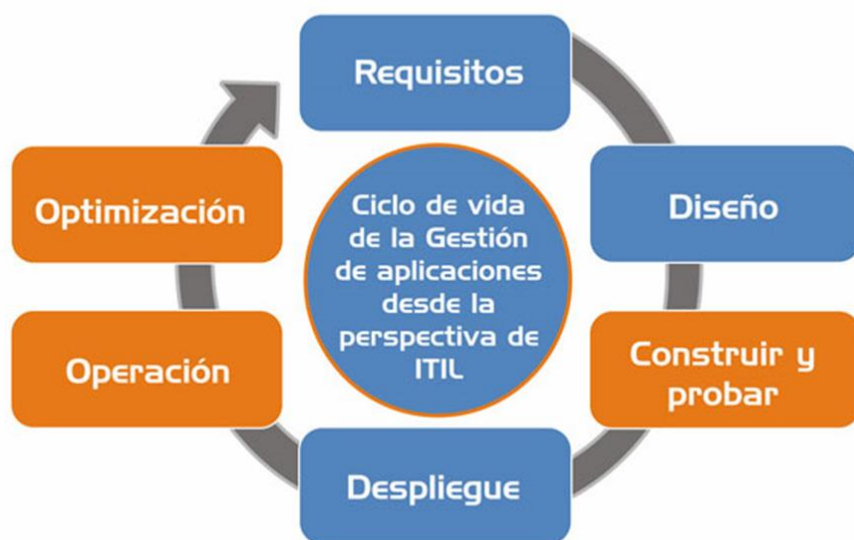 Requisitos
Diseño
Construir y
probar
Despliegue
Operación
Optimización
Ciclo de vida
de la Gestión
de aplicaciones
desde la
perspectiva de
ITIL